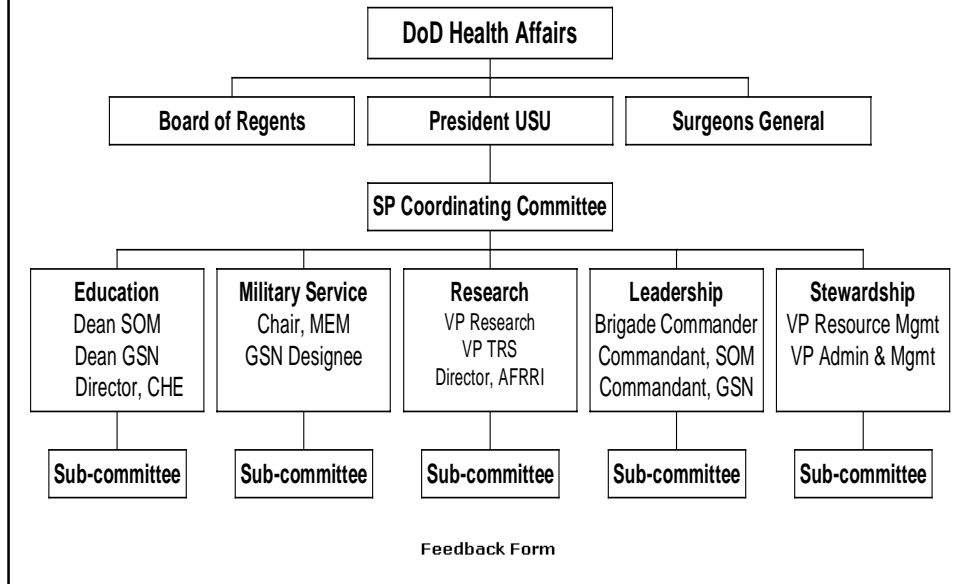 DoD Health Affairs
Board of Regents
President USU
Surgeons General
SP Coordinating Committee
Education
Dean SOM
Dean GSN
Director, CHE
Military Service
Chair, MEM
GSN Designee
Research
VP Research
VP TRS
Director, AFRRI
Leadership
Brigade Commander
Commandant, SOM
Commandant, GSN
Stewardship
VP Resource Mgmt
VP Admin & Mgmt
Sub-committee
Sub-committee
Sub-committee
Sub-committee
Sub-committee
Feedback Form